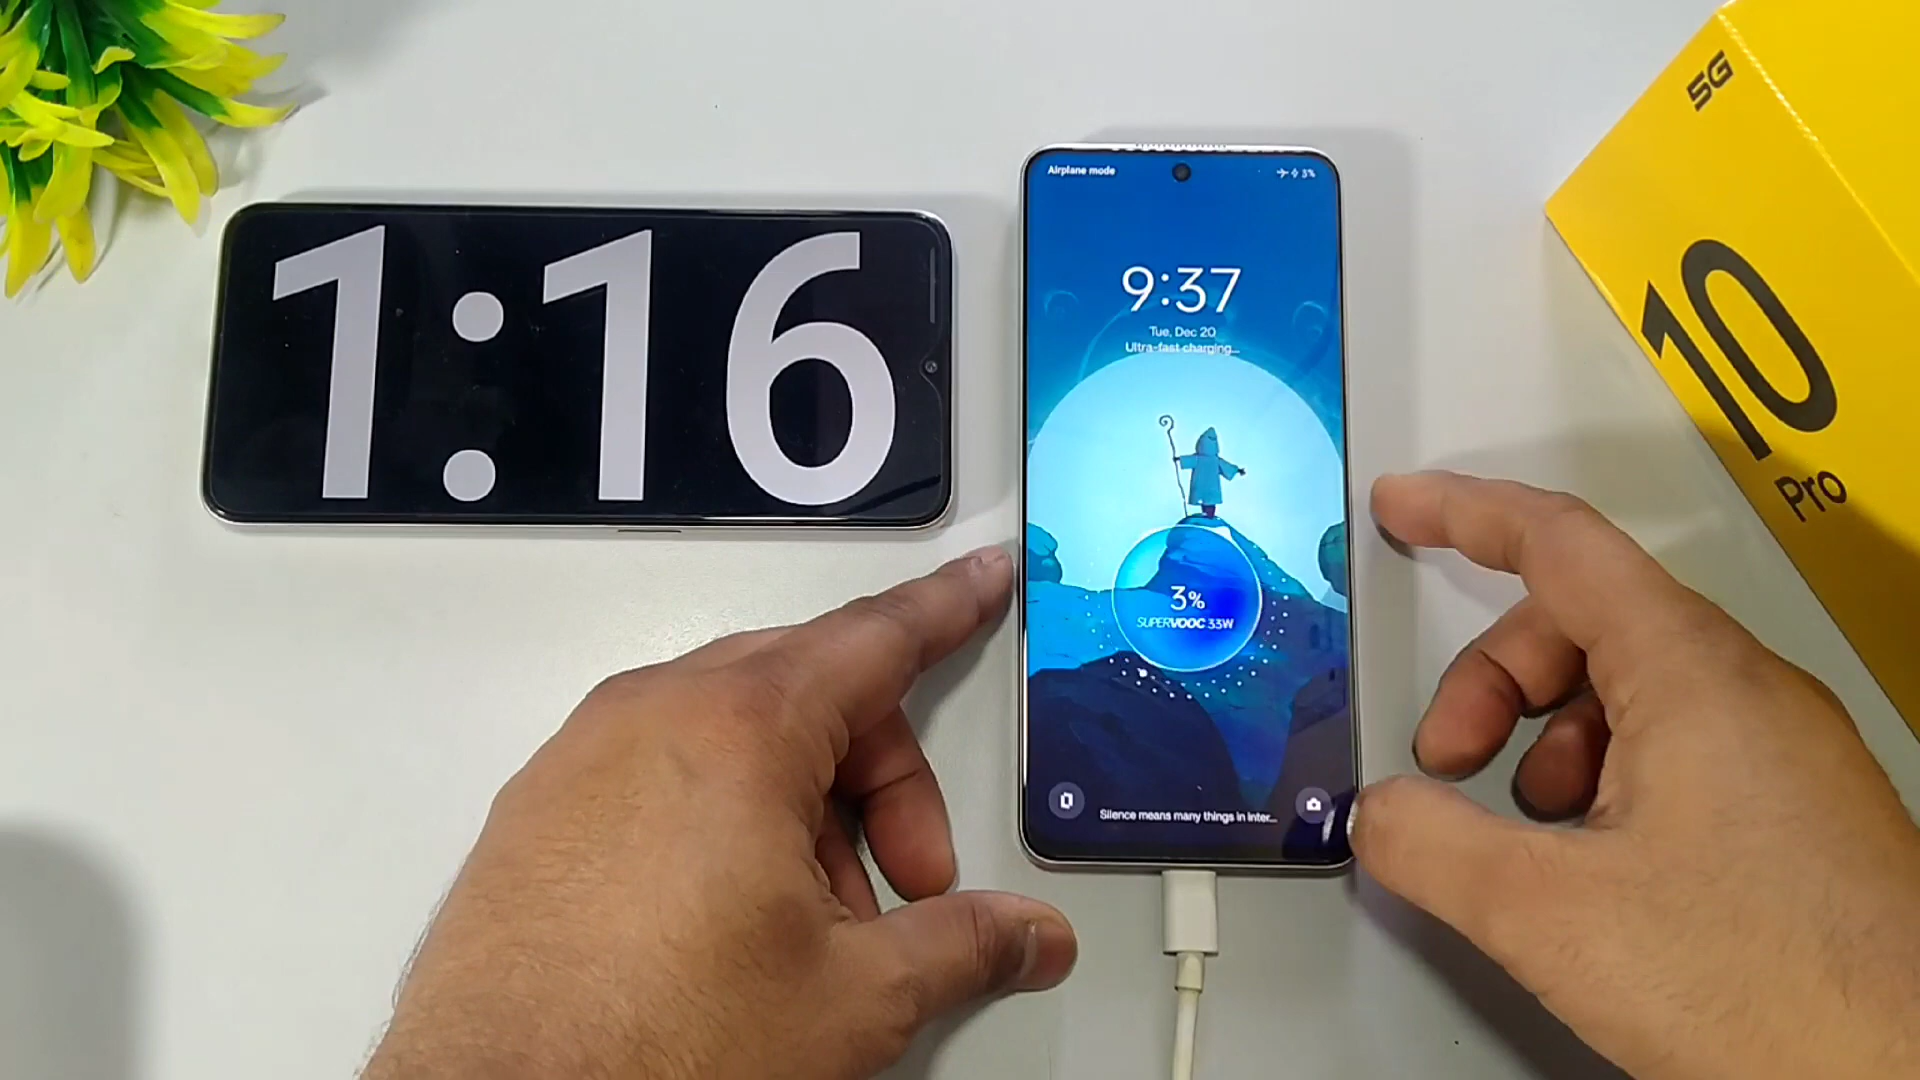 1:16
Airplane mode
3%
9:37
Tue, Dec 20
Ultra-fast charging...
3%
SUPERVOOC 33W
Silence means many things in inter...
5G
10
Pro